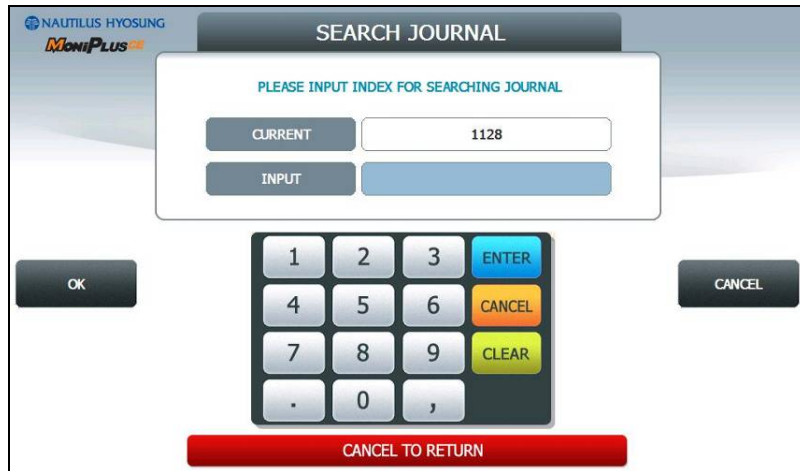 NAUTILUS HYOSUNG
MoniPlusCE
SEARCH JOURNAL
PLEASE INPUT INDEX FOR SEARCHING JOURNAL
CURRENT 1128
INPUT
1 2 3 ENTER
OK
CANCEL
4 5 6 CANCEL
7 8 9 CLEAR
. 0 ,
CANCEL TO RETURN